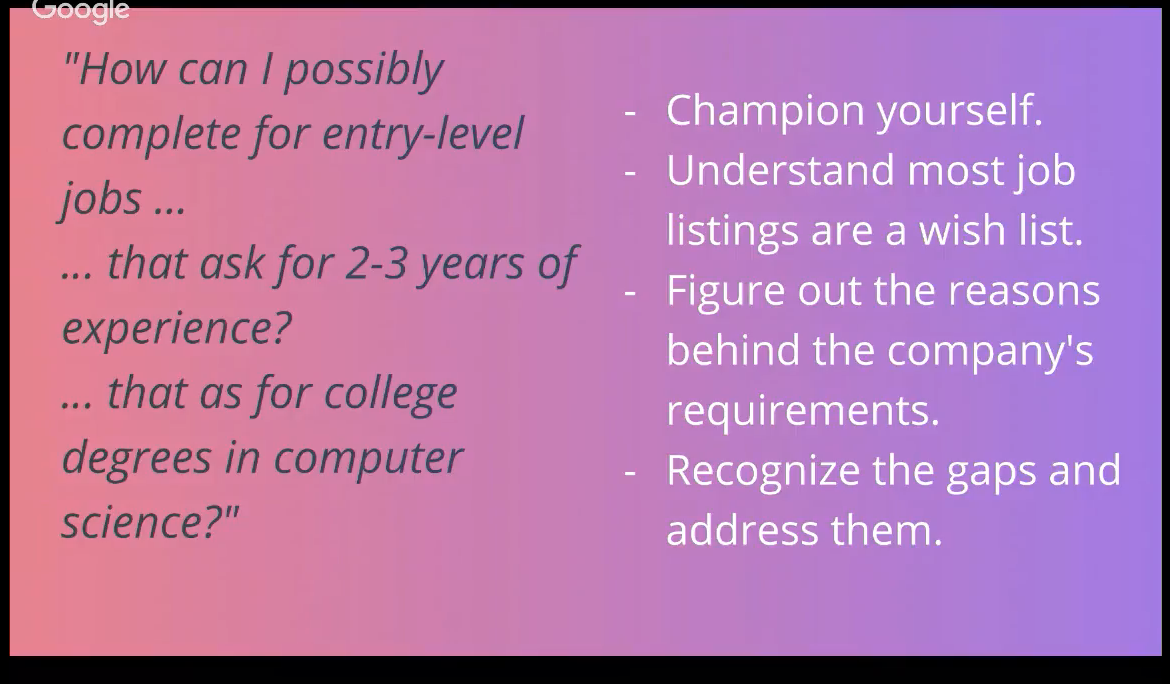 Google
"How can I possibly
complete for entry-level
jobs ...
... that ask for 2-3 years of
experience?
... that as for college
degrees in computer
science?"
- Champion yourself.
- Understand most job
listings are a wish list.
- Figure out the reasons
behind the company's
requirements.
- Recognize the gaps and
address them.